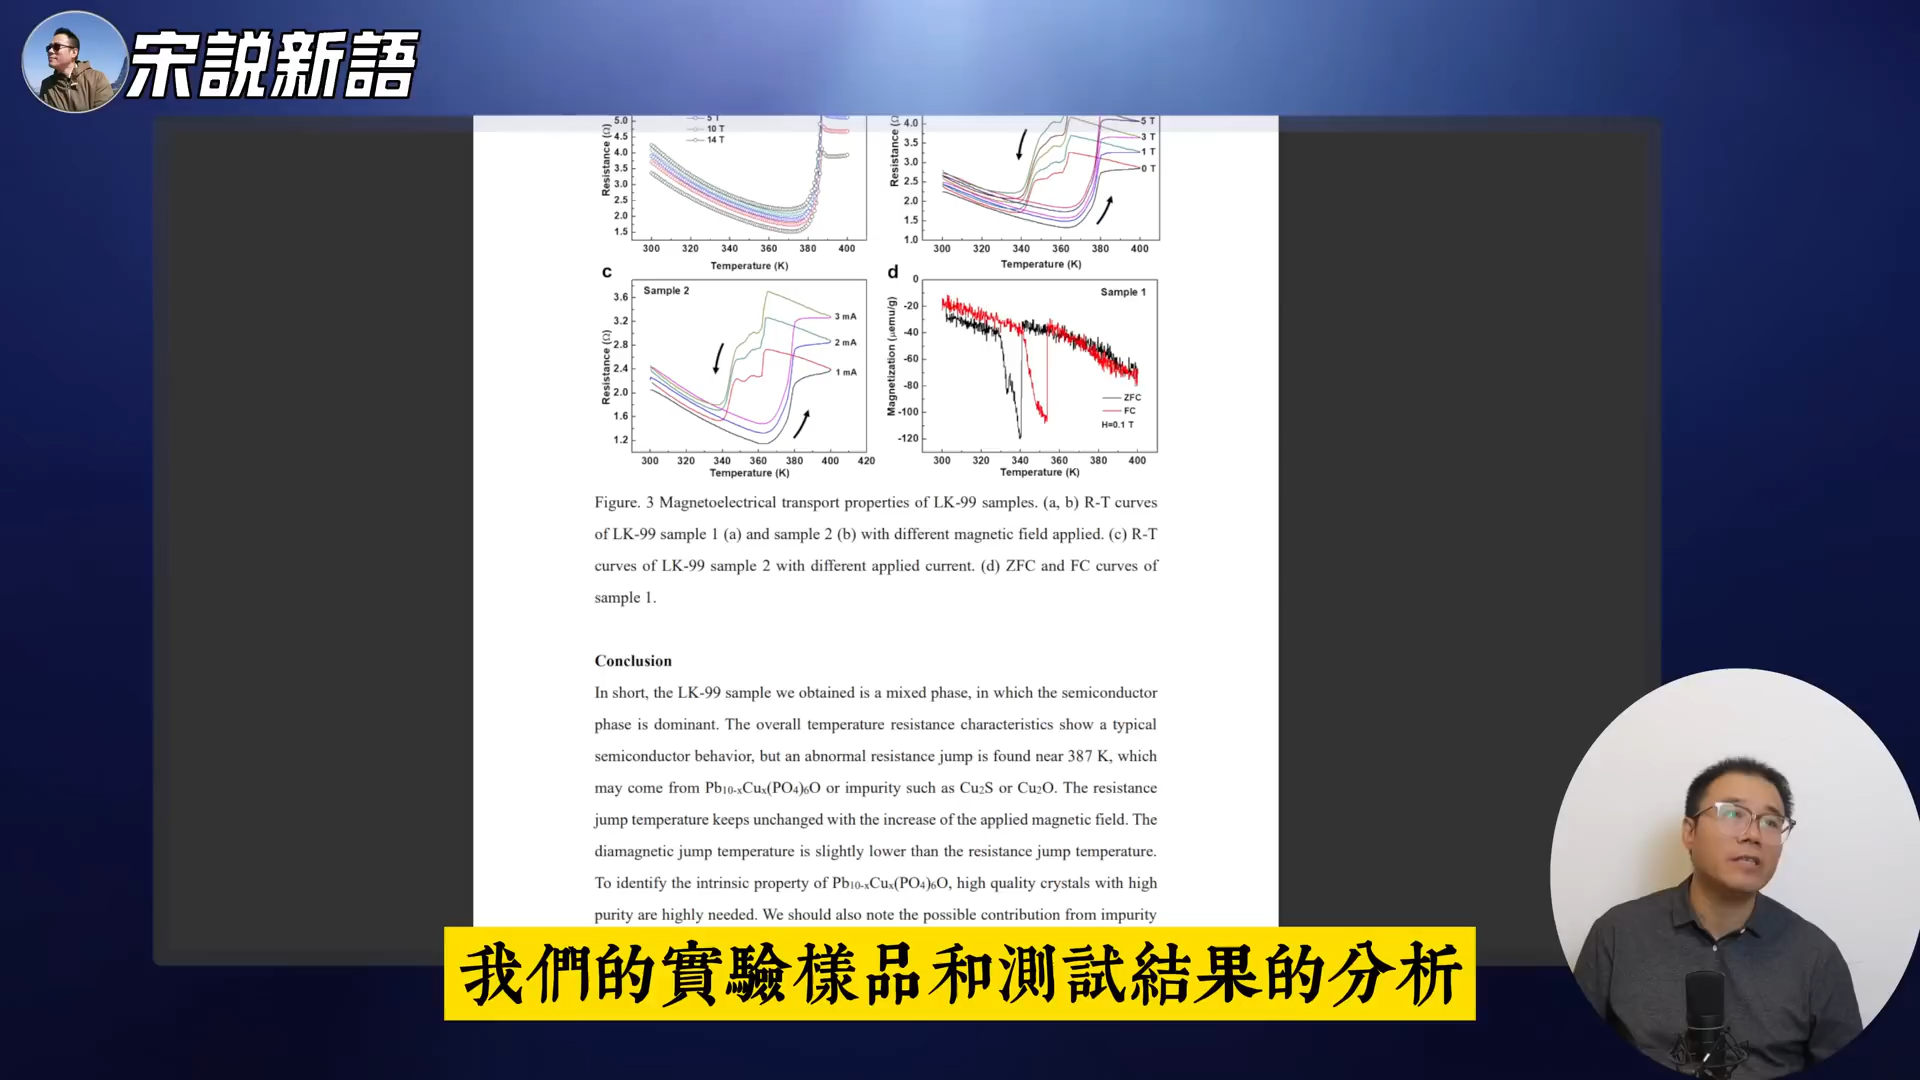 宋説新語
5.0
4.5
4.0
3.5
3.0
2.5
2.0
1.5
Resistance (Ω)
5 T
10 T
14 T
300 320 340 360 380 400
Temperature (K)
4.0
3.5
3.0
2.5
2.0
1.5
1.0
Resistance (Ω)
5 T
3 T
1 T
0 T
300 320 340 360 380 400
Temperature (K)
c
Sample 2
3.6
3.2
2.8
2.4
2.0
1.6
1.2
Resistance (Ω)
3 mA
2 mA
1 mA
300 320 340 360 380 400 420
Temperature (K)
d
Sample 1
0
-20
-40
-60
-80
-100
-120
Magnetization (μemu/g)
ZFC
FC
H=0.1 T
300 320 340 360 380 400
Temperature (K)
Figure. 3 Magnetoelectrical transport properties of LK-99 samples. (a, b) R-T curves
of LK-99 sample 1 (a) and sample 2 (b) with different magnetic field applied. (c) R-T
curves of LK-99 sample 2 with different applied current. (d) ZFC and FC curves of
sample 1.
Conclusion
In short, the LK-99 sample we obtained is a mixed phase, in which the semiconductor
phase is dominant. The overall temperature resistance characteristics show a typical
semiconductor behavior, but an abnormal resistance jump is found near 387 K, which
may come from Pb10-xCux(PO4)6O or impurity such as Cu2S or Cu2O. The resistance
jump temperature keeps unchanged with the increase of the applied magnetic field. The
diamagnetic jump temperature is slightly lower than the resistance jump temperature.
To identify the intrinsic property of Pb10-xCux(PO4)6O, high quality crystals with high
purity are highly needed. We should also note the possible contribution from impurity
我們的實驗樣品和測試結果的分析